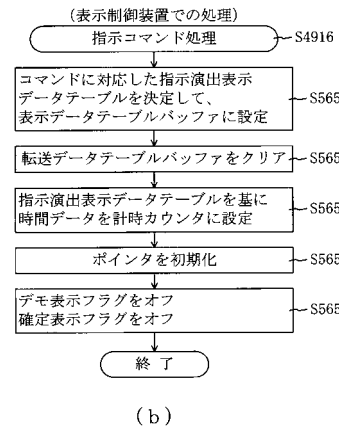 (表示制御装置での処理)
指示コマンド処理
S4916
コマンドに対応した指示演出表示
データテーブルを決定して、
表示データテーブルバッファに設定
S565
転送データテーブルバッファをクリア
S565
指示演出表示データテーブルを基に
時間データを計時カウンタに設定
S565
ポインタを初期化
S565
デモ表示フラグをオフ
確定表示フラグをオフ
S565
終了
(b)